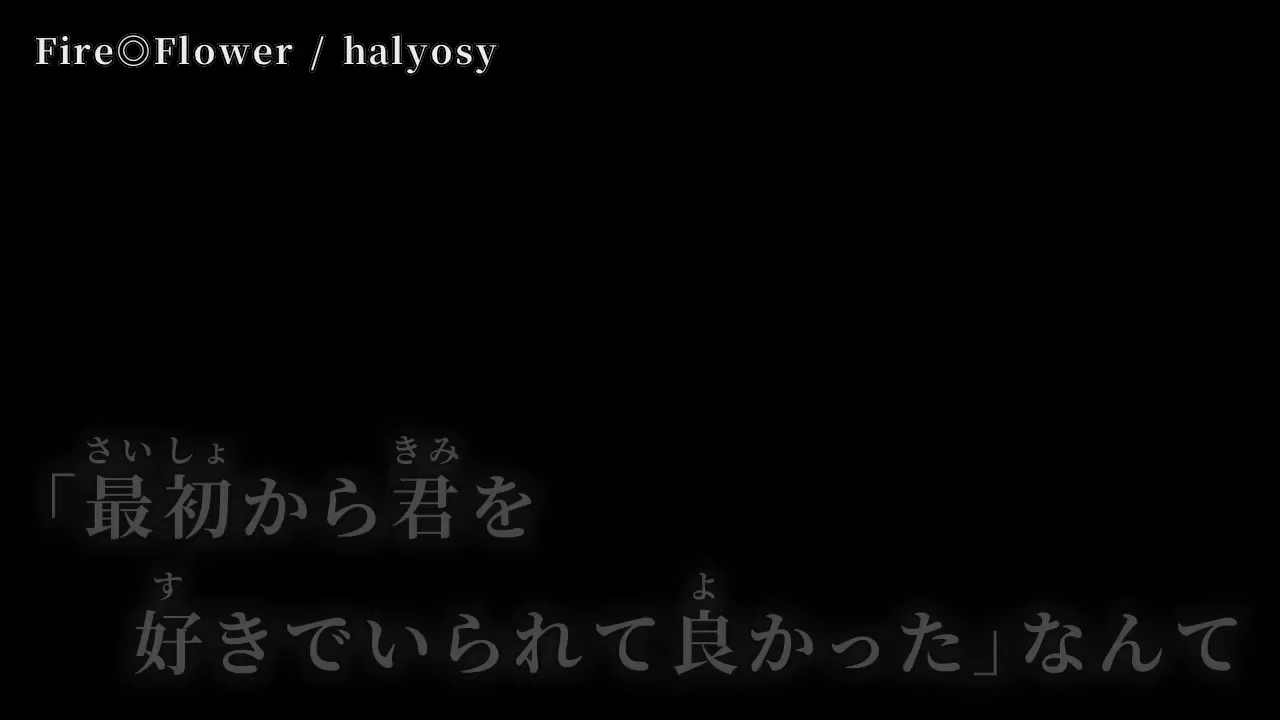 Fire◎Flower / halyosy
さいしょ きみ
「最初から君を
す よ
好きでいられて良かった」なんて